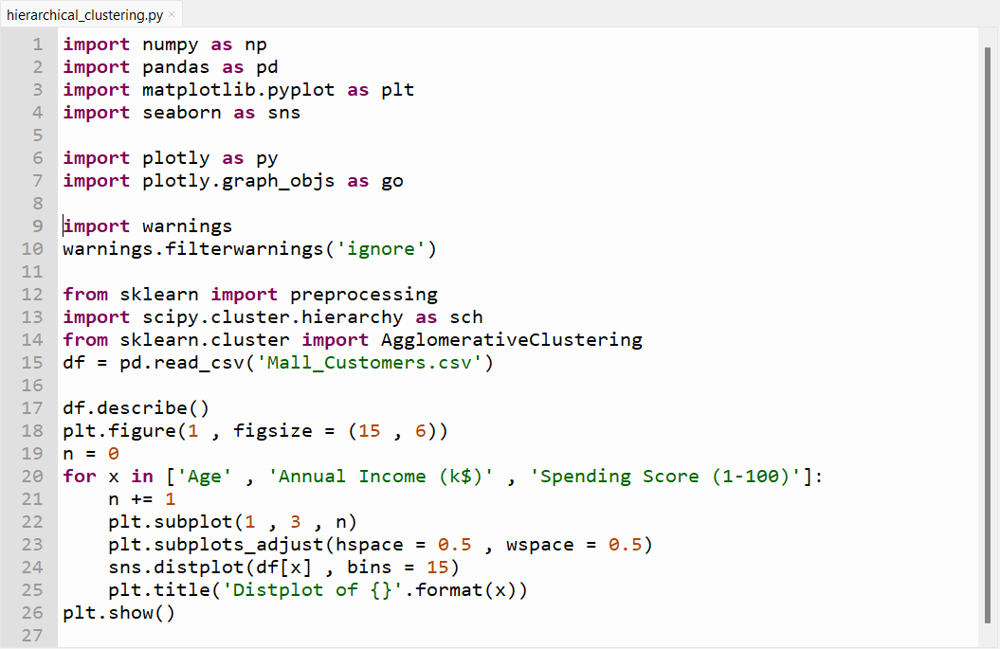 hierarchical_clustering.py ×
1 import numpy as np
2 import pandas as pd
3 import matplotlib.pyplot as plt
4 import seaborn as sns
5
6 import plotly as py
7 import plotly.graph_objs as go
8
9 import warnings
10 warnings.filterwarnings('ignore')
11
12 from sklearn import preprocessing
13 import scipy.cluster.hierarchy as sch
14 from sklearn.cluster import AgglomerativeClustering
15 df = pd.read_csv('Mall_Customers.csv')
16
17 df.describe()
18 plt.figure(1 , figsize = (15 , 6))
19 n = 0
20 for x in ['Age' , 'Annual Income (k$)' , 'Spending Score (1-100)']:
21     n += 1
22     plt.subplot(1 , 3 , n)
23     plt.subplots_adjust(hspace = 0.5 , wspace = 0.5)
24     sns.distplot(df[x] , bins = 15)
25     plt.title('Distplot of {}'.format(x))
26 plt.show()
27